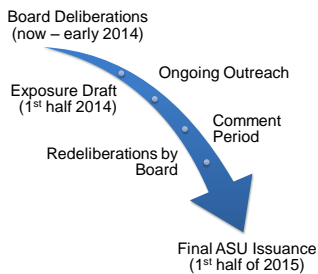 Board Deliberations
(now – early 2014)
Ongoing Outreach
Exposure Draft
(1st half 2014)
Comment
Period
Redeliberations by
Board
Final ASU Issuance
(1st half of 2015)